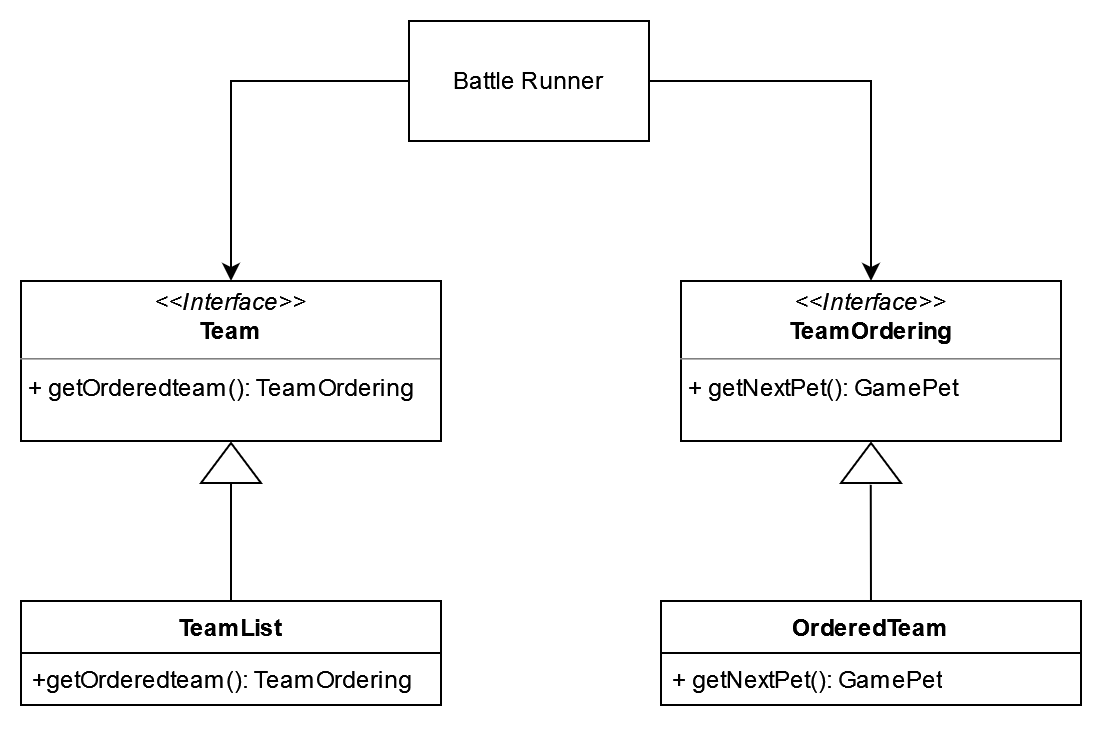 Battle Runner
<<Interface>>
Team
+ getOrderedteam(): TeamOrdering
<<Interface>>
TeamOrdering
+ getNextPet(): GamePet
TeamList
+getOrderedteam(): TeamOrdering
OrderedTeam
+ getNextPet(): GamePet